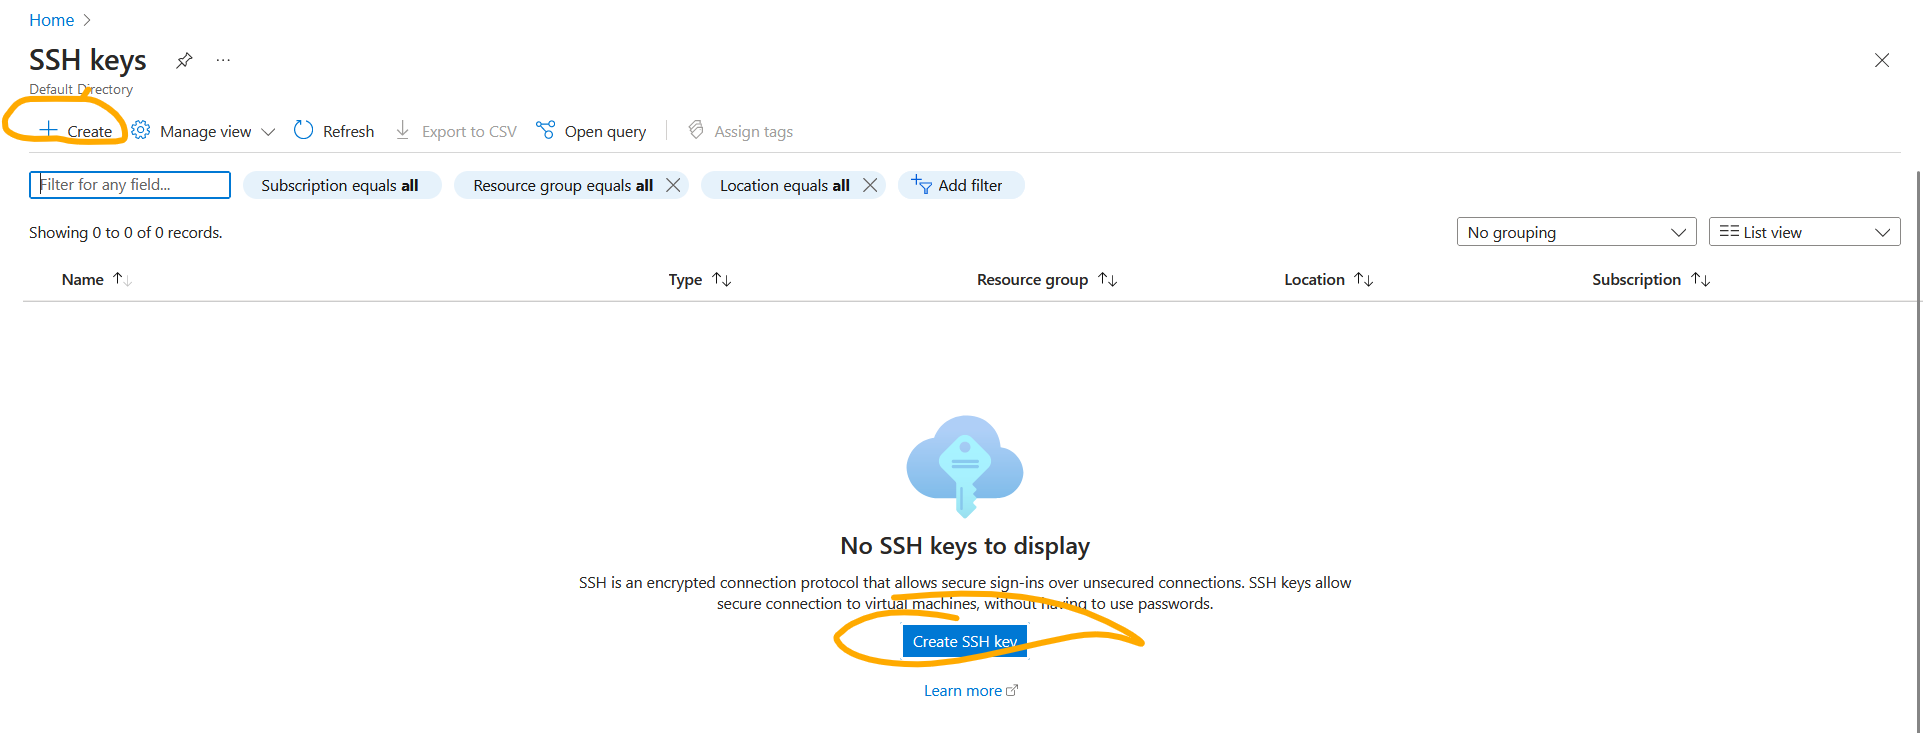 Home
SSH keys
Default Directory
Create Manage view Refresh Export to CSV Open query Assign tags
Filter for any field... Subscription equals all Resource group equals all Location equals all Add filter
Showing 0 to 0 of 0 records. No grouping List view
Name Type Resource group Location Subscription
No SSH keys to display
SSH is an encrypted connection protocol that allows secure sign-ins over unsecured connections. SSH keys allow
secure connection to virtual machines, without having to use passwords.
Create SSH key
Learn more